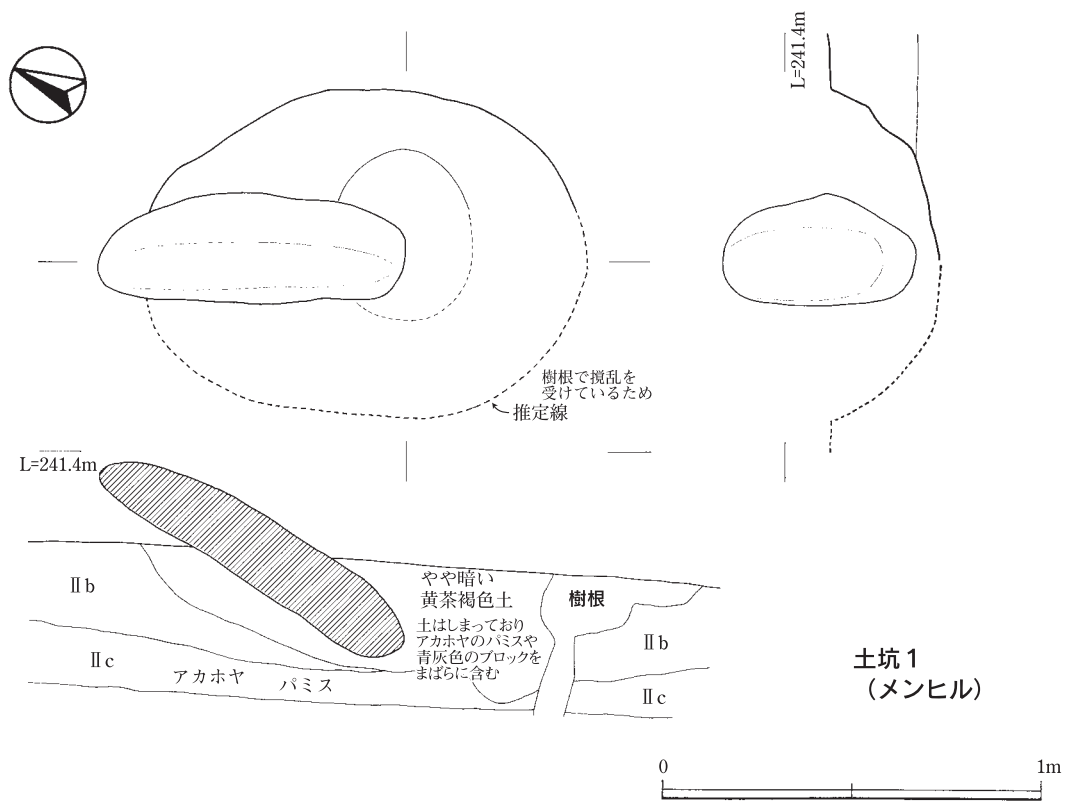 L=241.4m
樹根で撹乱を
受けているため
推定線
L=241.4m
Ⅱb
やや暗い
黄茶褐色土
樹根
土はしまっており
アカホヤのパミスや
青灰色のブロックを
まばらに含む
Ⅱb
Ⅱc
アカホヤ パミス
Ⅱc
土坑1
（メンヒル）
0 1m